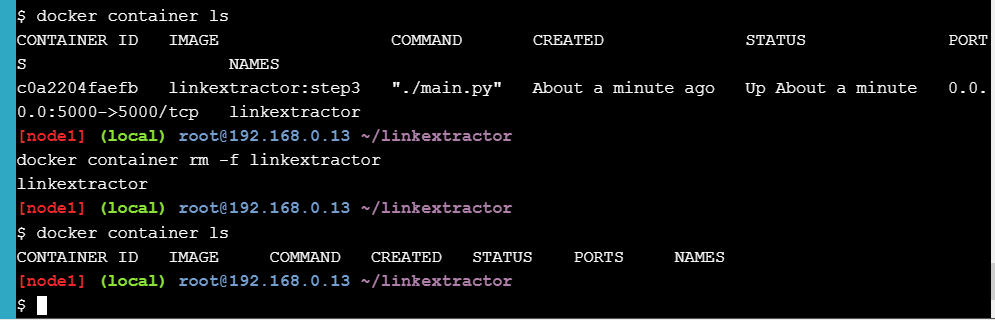 $ docker container ls
CONTAINER ID   IMAGE                 COMMAND       CREATED              STATUS              PORT
S                    NAMES
c0a2204faefb   linkextractor:step3   "./main.py"   About a minute ago   Up About a minute   0.0.
0.0:5000->5000/tcp   linkextractor
[node1] (local) root@192.168.0.13 ~/linkextractor
docker container rm -f linkextractor
linkextractor
[node1] (local) root@192.168.0.13 ~/linkextractor
$ docker container ls
CONTAINER ID   IMAGE     COMMAND   CREATED   STATUS    PORTS     NAMES
[node1] (local) root@192.168.0.13 ~/linkextractor
$